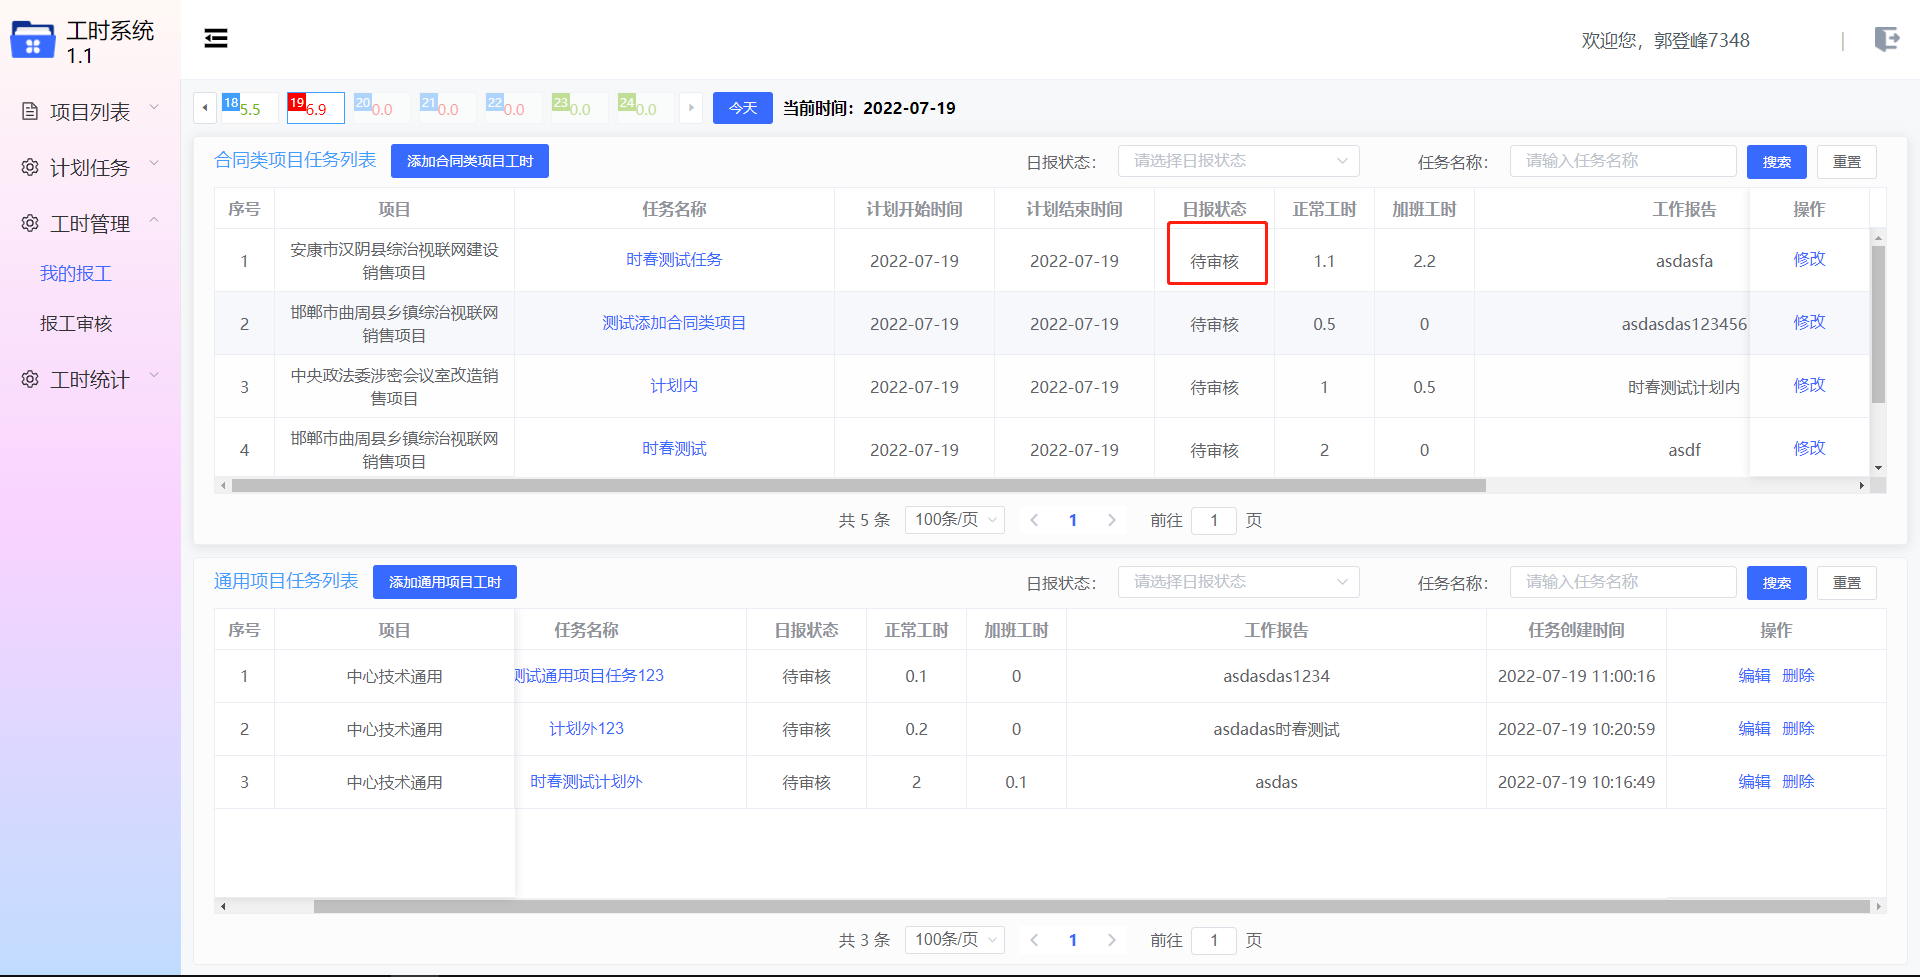 工时系统
1.1
欢迎您，郭登峰7348
项目列表
计划任务
工时管理
我的报工
报工审核
工时统计
18 5.5 19 6.9 20 0.0 21 0.0 22 0.0 23 0.0 24 0.0 今天 当前时间：2022-07-19
合同类项目任务列表 添加合同类项目工时 日报状态： 请选择日报状态 任务名称： 请输入任务名称 搜索 重置
序号 项目 任务名称 计划开始时间 计划结束时间 日报状态 正常工时 加班工时 工作报告 操作
1 安康市汉阴县综治视联网建设
销售项目 时春测试任务 2022-07-19 2022-07-19 待审核 1.1 2.2 asdasfa 修改
2 邯郸市曲周县乡镇综治视联网
销售项目 测试添加合同类项目 2022-07-19 2022-07-19 待审核 0.5 0 asdasdas123456 修改
3 中央政法委涉密会议室改造销
售项目 计划内 2022-07-19 2022-07-19 待审核 1 0.5 时春测试计划内 修改
4 邯郸市曲周县乡镇综治视联网
销售项目 时春测试 2022-07-19 2022-07-19 待审核 2 0 asdf 修改
共 5 条 100条/页 1 前往 1 页
通用项目任务列表 添加通用项目工时 日报状态： 请选择日报状态 任务名称： 请输入任务名称 搜索 重置
序号 项目 任务名称 日报状态 正常工时 加班工时 工作报告 任务创建时间 操作
1 中心技术通用 测试通用项目任务123 待审核 0.1 0 asdasdas1234 2022-07-19 11:00:16 编辑 删除
2 中心技术通用 计划外123 待审核 0.2 0 asdadas时春测试 2022-07-19 10:20:59 编辑 删除
3 中心技术通用 时春测试计划外 待审核 2 0.1 asdas 2022-07-19 10:16:49 编辑 删除
共 3 条 100条/页 1 前往 1 页